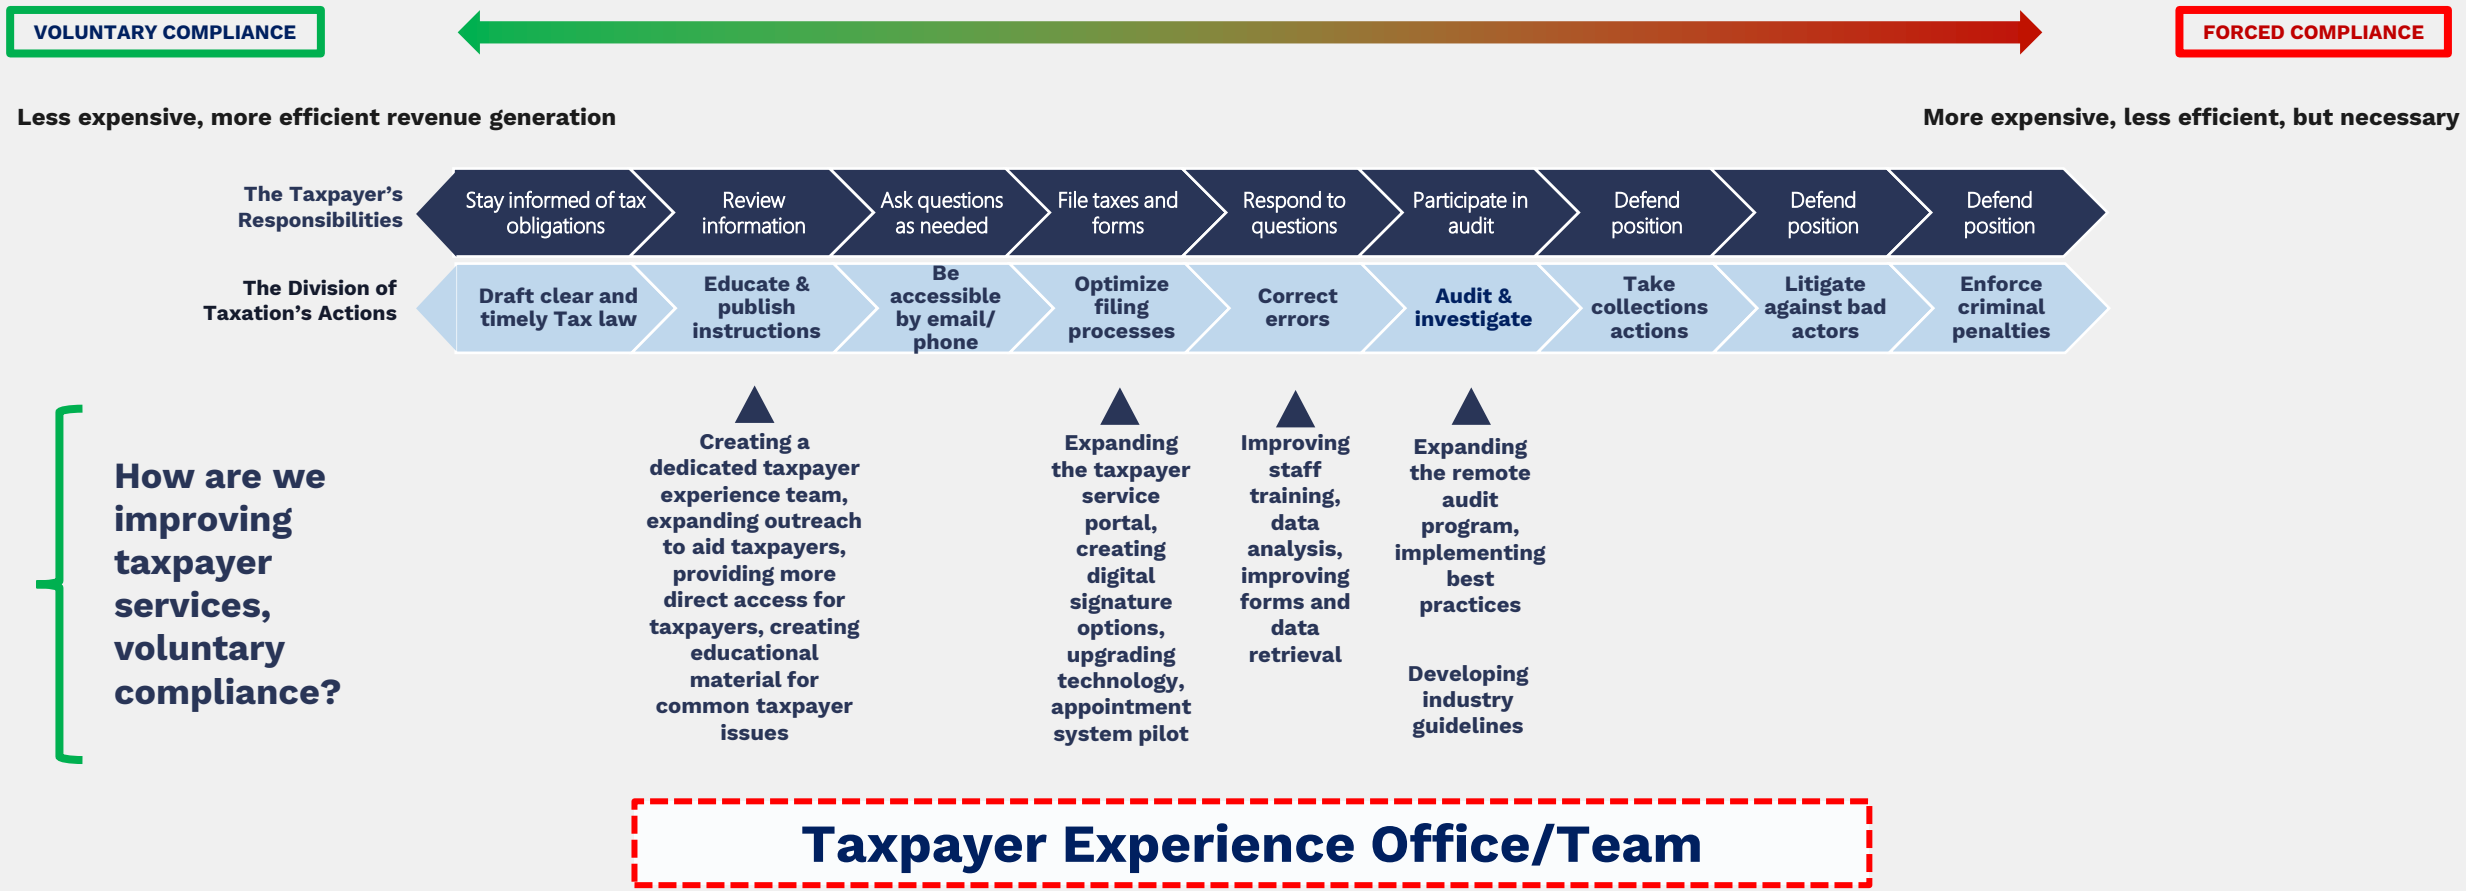 VOLUNTARY COMPLIANCE
FORCED COMPLIANCE
Less expensive, more efficient revenue generation
More expensive, less efficient, but necessary
The Taxpayer’s
Responsibilities
Stay informed of tax
obligations
Review
information
Ask questions
as needed
File taxes and
forms
Respond to
questions
Participate in
audit
Defend
position
Defend
position
Defend
position
The Division of
Taxation’s Actions
Draft clear and
timely Tax law
Educate &
publish
instructions
Be
accessible
by email/
phone
Optimize
filing
processes
Correct
errors
Audit &
investigate
Take
collections
actions
Litigate
against bad
actors
Enforce
criminal
penalties
How are we
improving
taxpayer
services,
voluntary
compliance?
Creating a
dedicated taxpayer
experience team,
expanding outreach
to aid taxpayers,
providing more
direct access for
taxpayers, creating
educational
material for
common taxpayer
issues
Expanding
the taxpayer
service
portal,
creating
digital
signature
options,
upgrading
technology,
appointment
system pilot
Improving
staff
training,
data
analysis,
improving
forms and
data
retrieval
Expanding
the remote
audit
program,
implementing
best
practices
Developing
industry
guidelines
Taxpayer Experience Office/Team